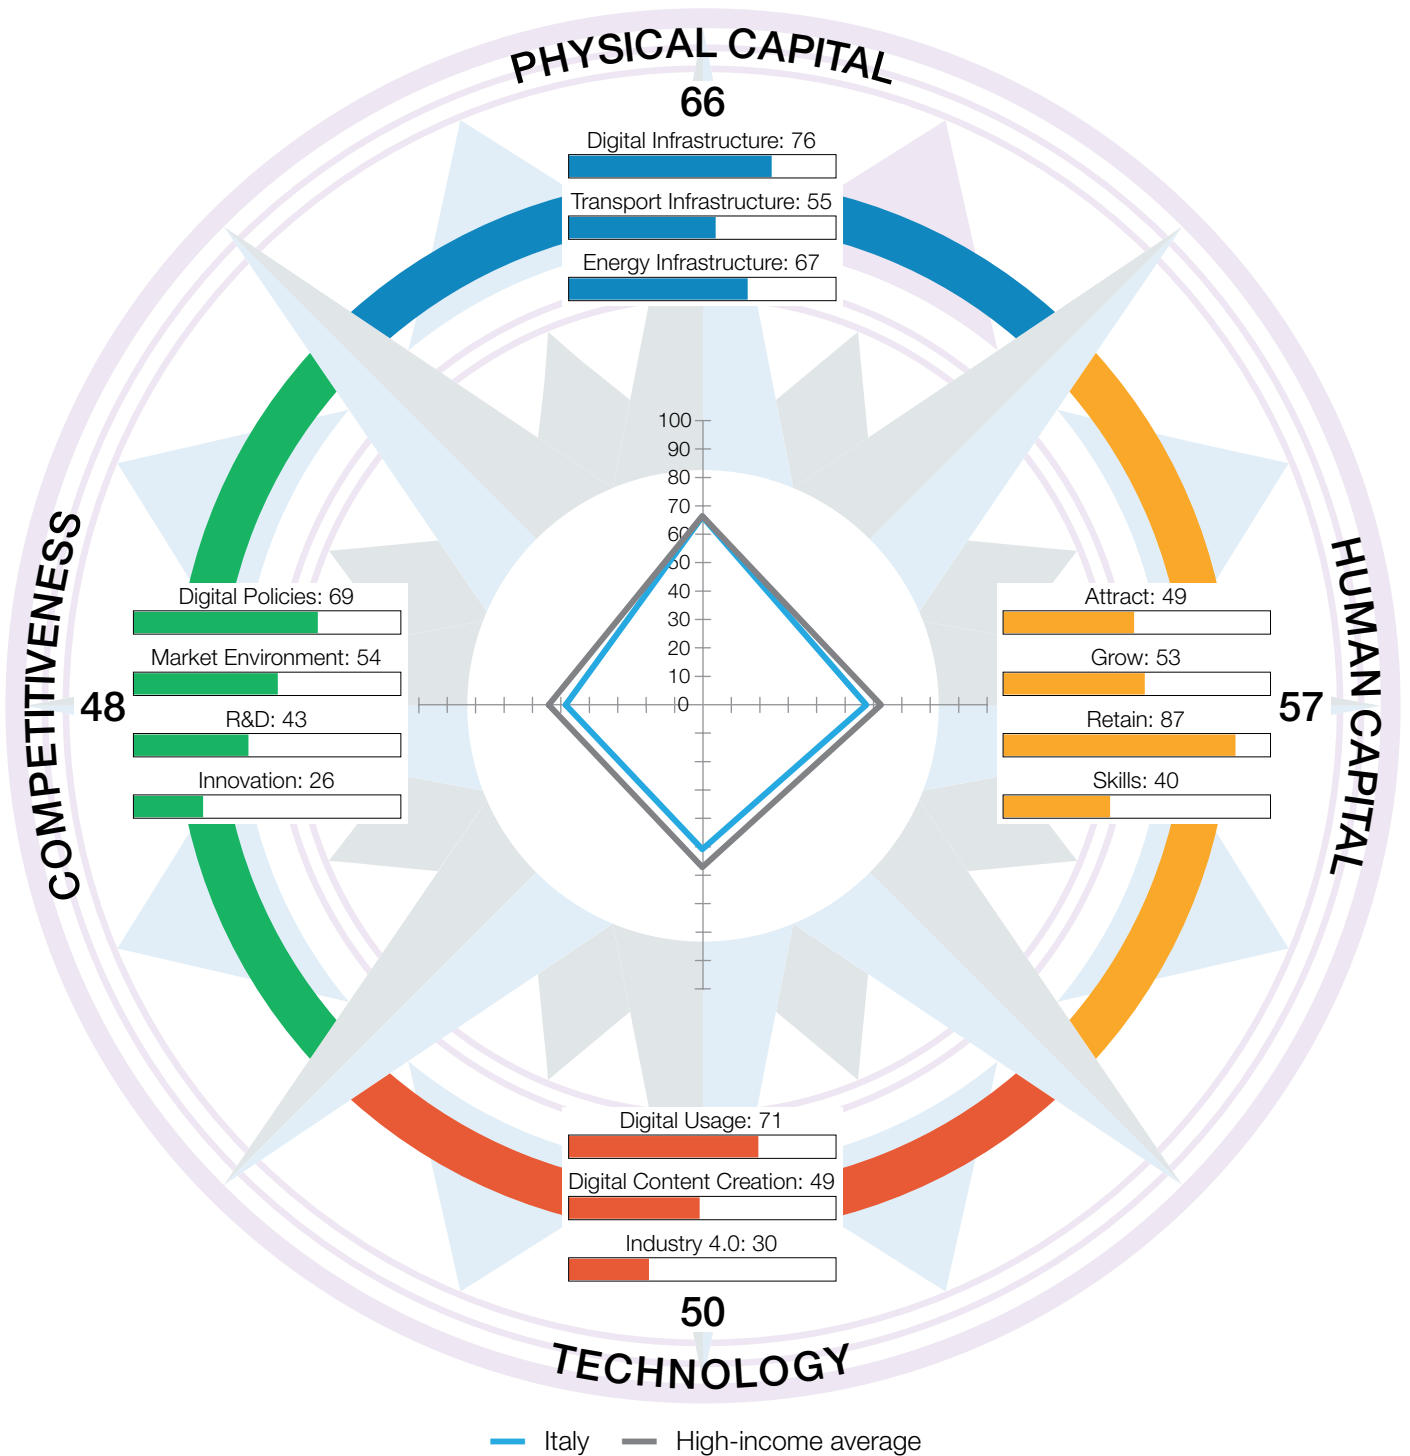 PHYSICAL CAPITAL
66
Digital Infrastructure: 76
Transport Infrastructure: 55
Energy Infrastructure: 67
100
90
80
70
60
50
40
30
20
10
0
COMPETITIVENESS
48
Digital Policies: 69
Market Environment: 54
R&D: 43
Innovation: 26
HUMAN CAPITAL
57
Attract: 49
Grow: 53
Retain: 87
Skills: 40
Digital Usage: 71
Digital Content Creation: 49
Industry 4.0: 30
50
TECHNOLOGY
Italy
High-income average